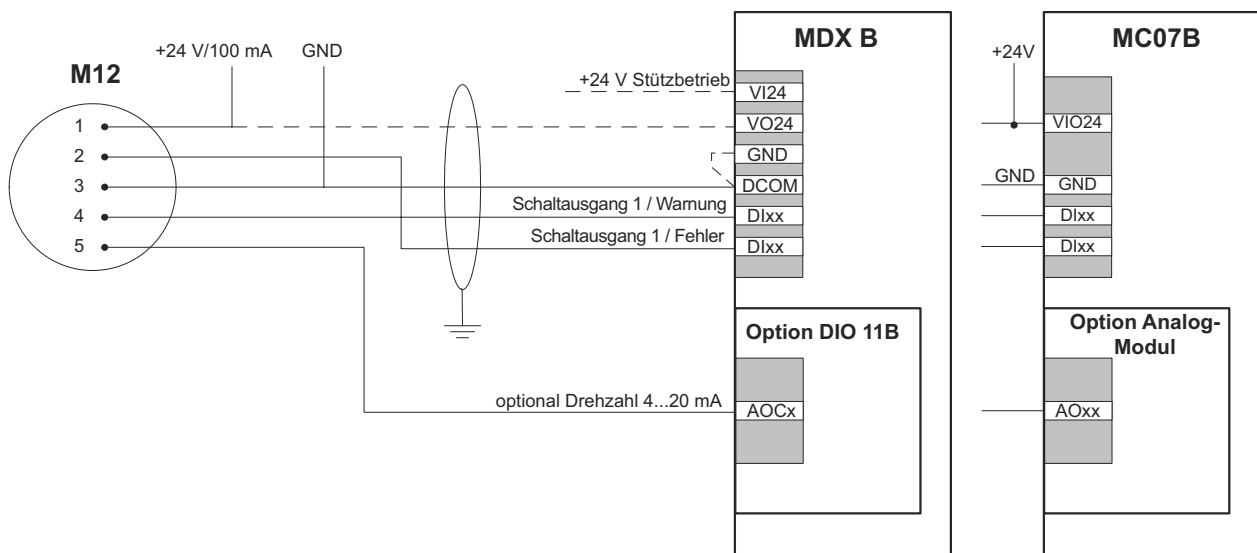 M12
+24 V/100 mA
GND
1
2
3
4
5
MDX B
+24 V Stützbetrieb
VI24
VO24
GND
DCOM
Schaltausgang 1 / Warnung
DIxx
Schaltausgang 1 / Fehler
DIxx
Option DIO 11B
optional Drehzahl 4...20 mA
AOCx
MC07B
+24V
VIO24
GND
GND
DIxx
DIxx
Option Analog-
Modul
AOxx